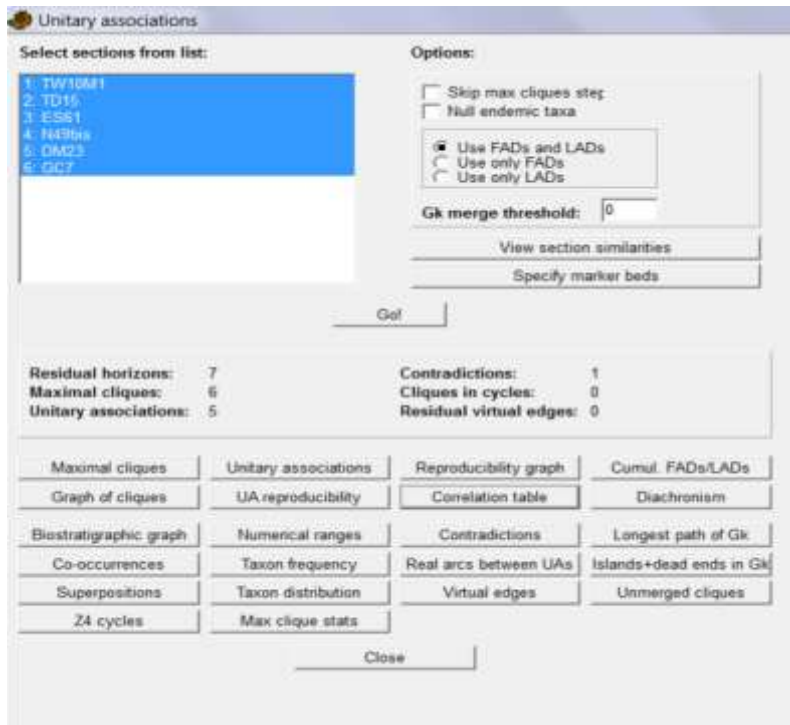 Unitary associations
Select sections from list:
1: TW10M1
2: TD15
3: ES61
4: N49bis
5: DM23
6: GC7
Options:
Skip max cliques step
Null endemic taxa
Use FADs and LADs
Use only FADs
Use only LADs
Gk merge threshold: 0
View section similarities
Specify marker beds
Go!
Residual horizons: 7 Contradictions: 1
Maximal cliques: 6 Cliques in cycles: 0
Unitary associations: 5 Residual virtual edges: 0
Maximal cliques Unitary associations Reproducibility graph Cumul. FADs/LADs
Graph of cliques UA reproducibility Correlation table Diachronism
Biostratigraphic graph Numerical ranges Contradictions Longest path of Gk
Co-occurrences Taxon frequency Real arcs between UAs Islands+dead ends in Gk
Superpositions Taxon distribution Virtual edges Unmerged cliques
Z4 cycles Max clique stats
Close